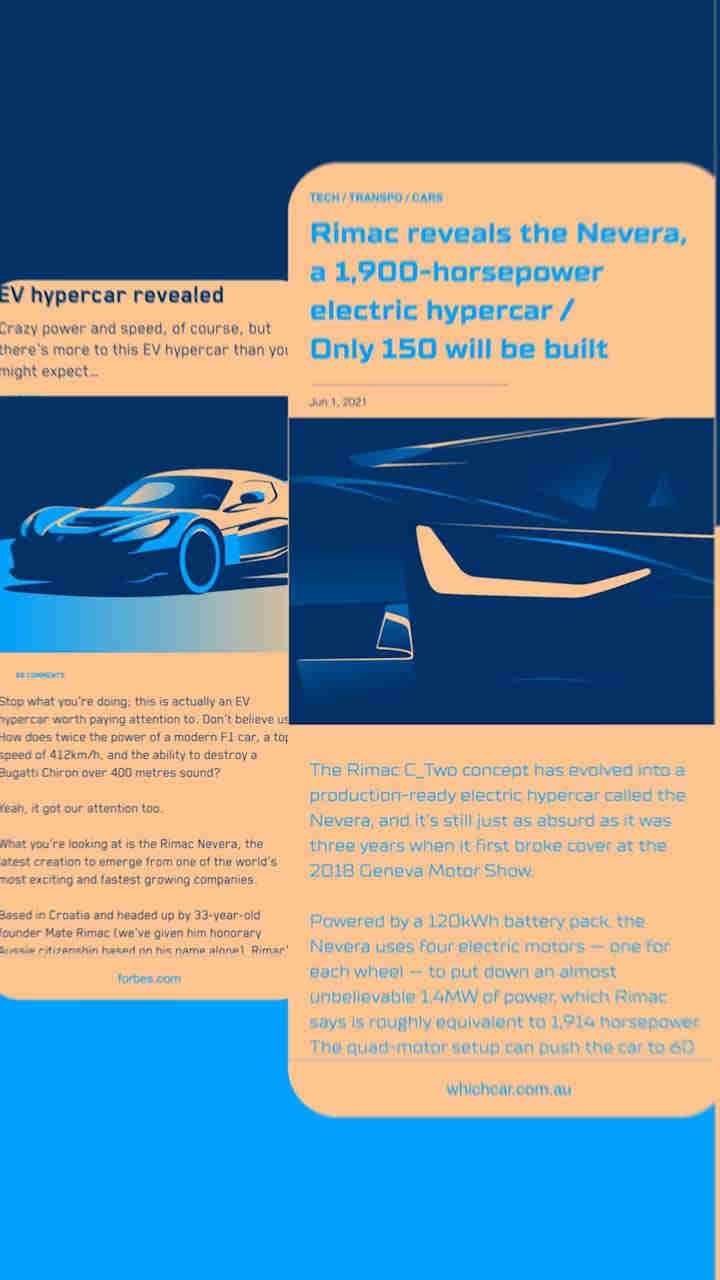 EV hypercar revealed
Crazy power and speed, of course, but
there's more to this EV hypercar than you
might expect...
Stop what you're doing; this is actually an EV
hypercar worth paying attention to. Don't believe us
How does twice the power of a modern F1 car, a top
speed of 412km/h, and the ability to destroy a
Bugatti Chiron over 400 metres sound?
Yeah, it got our attention too.
What you're looking at is the Rimac Nevera, the
latest creation to emerge from one of the world's
most exciting and fastest growing companies.
Based in Croatia and headed up by 33-year-old
founder Mate Rimac (we've given him honorary
Aussie citizenship based on his name alone), Rimac'
forbes.com
TECH / TRANSPO / CARS
Rimac reveals the Nevera,
a 1,900-horsepower
electric hypercar /
Only 150 will be built
Jun 1, 2021
The Rimac C_Two concept has evolved into a
production-ready electric hypercar called the
Nevera, and it's still just as absurd as it was
three years when it first broke cover at the
2018 Geneva Motor Show.
Powered by a 120kWh battery pack, the
Nevera uses four electric motors — one for
each wheel — to put down an almost
unbelievable 1.4MW of power, which Rimac
says is roughly equivalent to 1,914 horsepower.
The quad-motor setup can push the car to 60
whichcar.com.au